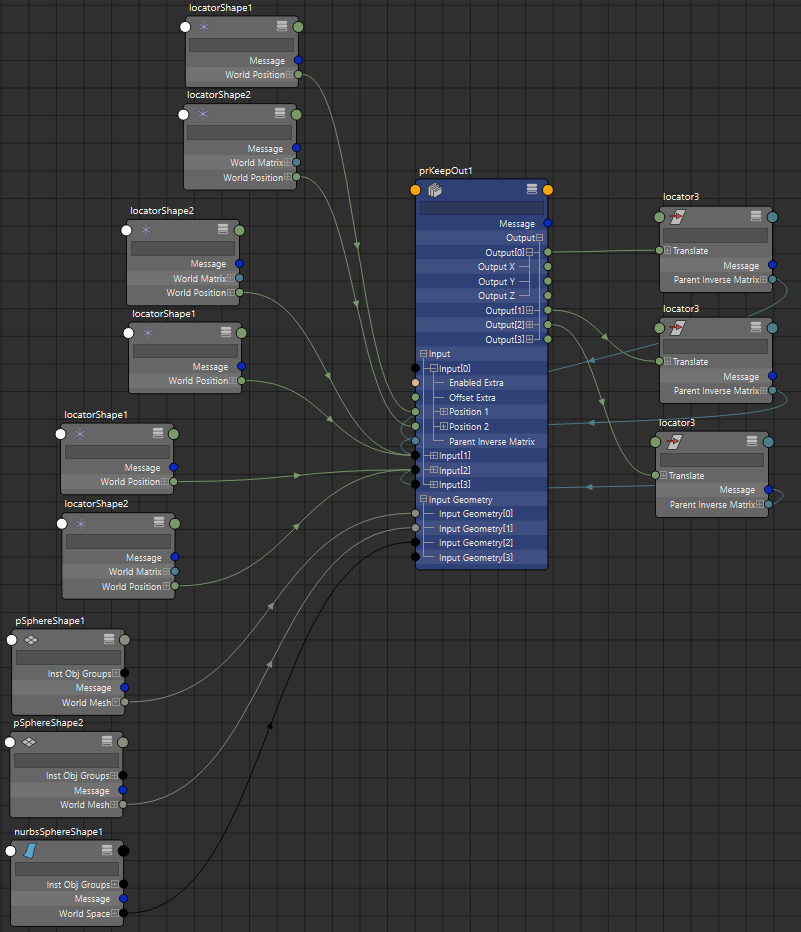 locatorShape1
Message
World Position
locatorShape2
Message
World Matrix
World Position
locatorShape2
Message
World Matrix
World Position
locatorShape1
Message
World Position
locatorShape1
Message
World Position
locatorShape2
Message
World Matrix
World Position
pSphereShape1
Inst Obj Groups
Message
World Mesh
pSphereShape2
Inst Obj Groups
Message
World Mesh
nurbsSphereShape1
Inst Obj Groups
Message
World Space
prKeepOut1
Message
Output
Output[0]
Output X
Output Y
Output Z
Output[1]
Output[2]
Output[3]
Input
Input[0]
Enabled Extra
Offset Extra
Position 1
Position 2
Parent Inverse Matrix
Input[1]
Input[2]
Input[3]
Input Geometry
Input Geometry[0]
Input Geometry[1]
Input Geometry[2]
Input Geometry[3]
locator3
Translate
Message
Parent Inverse Matrix
locator3
Translate
Message
Parent Inverse Matrix
locator3
Translate
Message
Parent Inverse Matrix